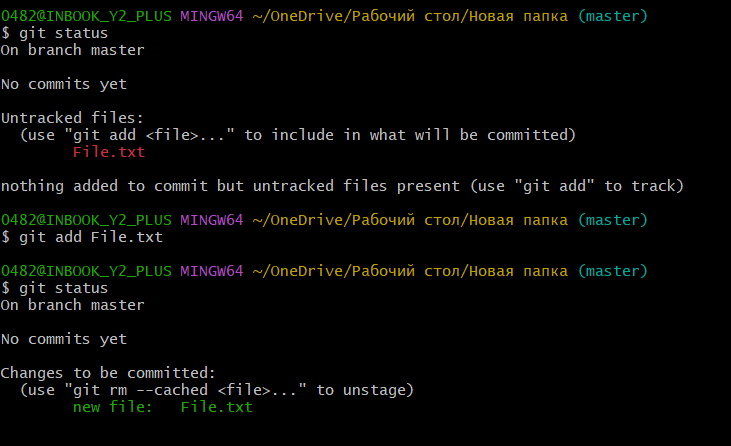 0482@INBOOK_Y2_PLUS MINGW64 ~/OneDrive/Рабочий стол/Новая папка (master)
$ git status
On branch master
No commits yet
Untracked files:
(use "git add <file>..." to include in what will be committed)
File.txt
nothing added to commit but untracked files present (use "git add" to track)
0482@INBOOK_Y2_PLUS MINGW64 ~/OneDrive/Рабочий стол/Новая папка (master)
$ git add File.txt
0482@INBOOK_Y2_PLUS MINGW64 ~/OneDrive/Рабочий стол/Новая папка (master)
$ git status
On branch master
No commits yet
Changes to be committed:
(use "git rm --cached <file>..." to unstage)
new file:   File.txt